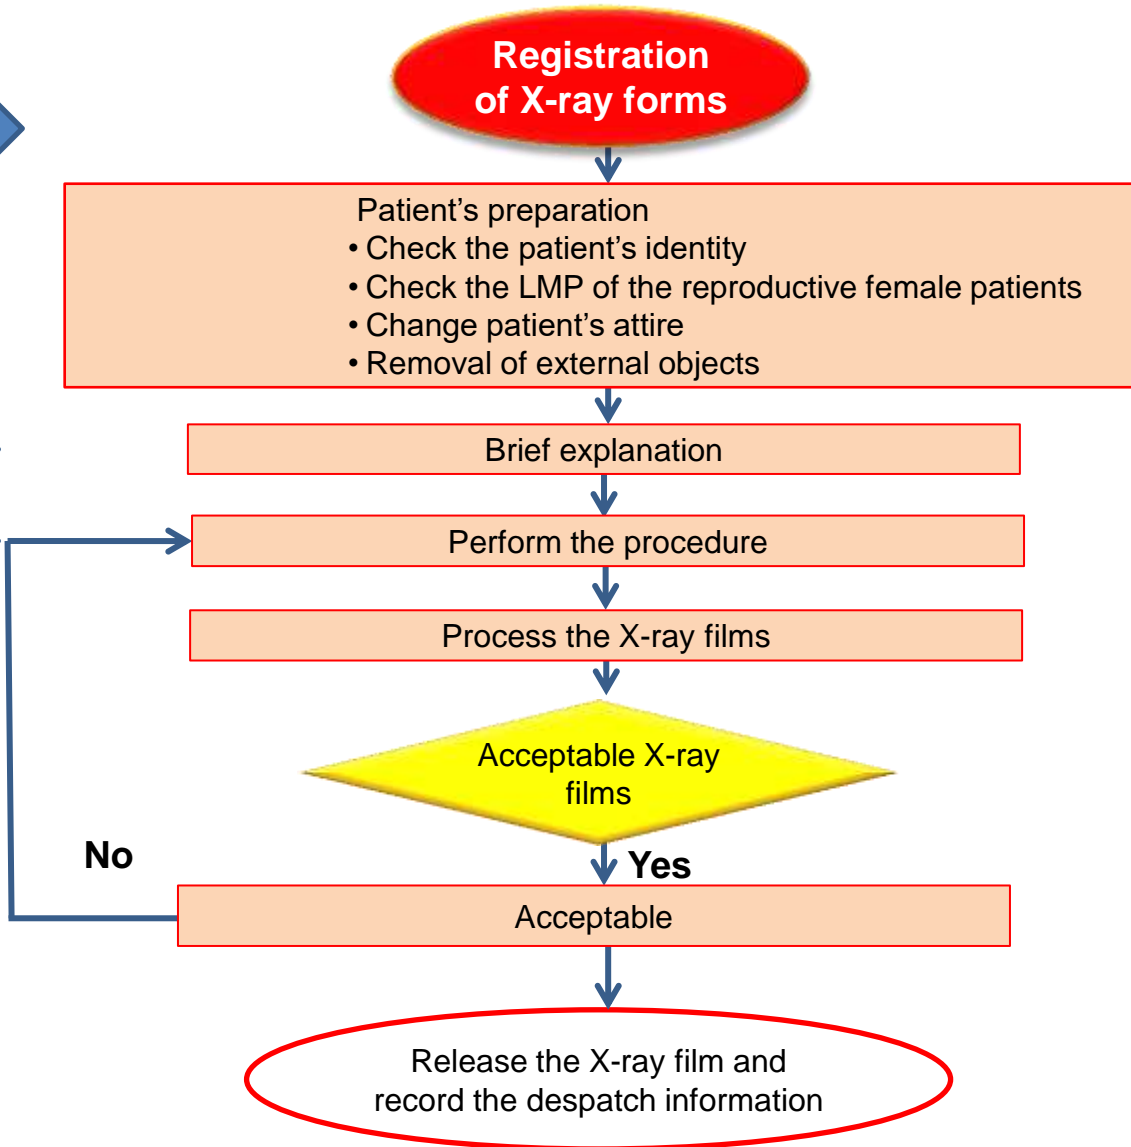 Registration
of X-ray forms
Patient’s preparation
• Check the patient’s identity
• Check the LMP of the reproductive female patients
• Change patient’s attire
• Removal of external objects
Brief explanation
Perform the procedure
Process the X-ray films
Acceptable X-ray
films
No
Yes
Acceptable
Release the X-ray film and
record the despatch information